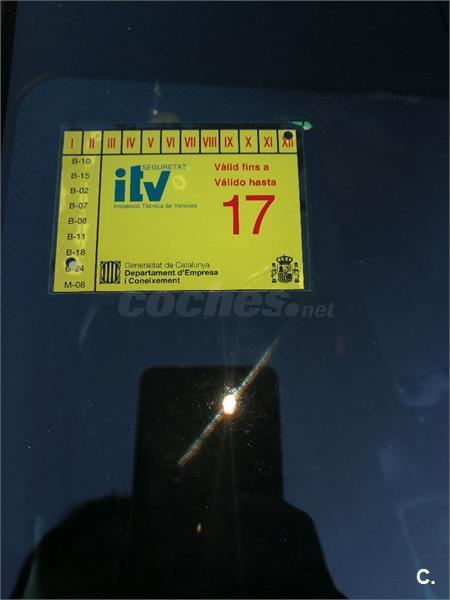 I II III IV V VI VII VIII IX X XI XII
B-10
B-15
B-02
B-07
B-08
B-11
B-18
B-24
M-08
SEGURETAT
itv
Inspecció Tècnica de Vehicles
Vàlid fins a
Válido hasta
17
Generalitat de Catalunya
Departament d'Empresa
i Coneixement
coches.net
C.